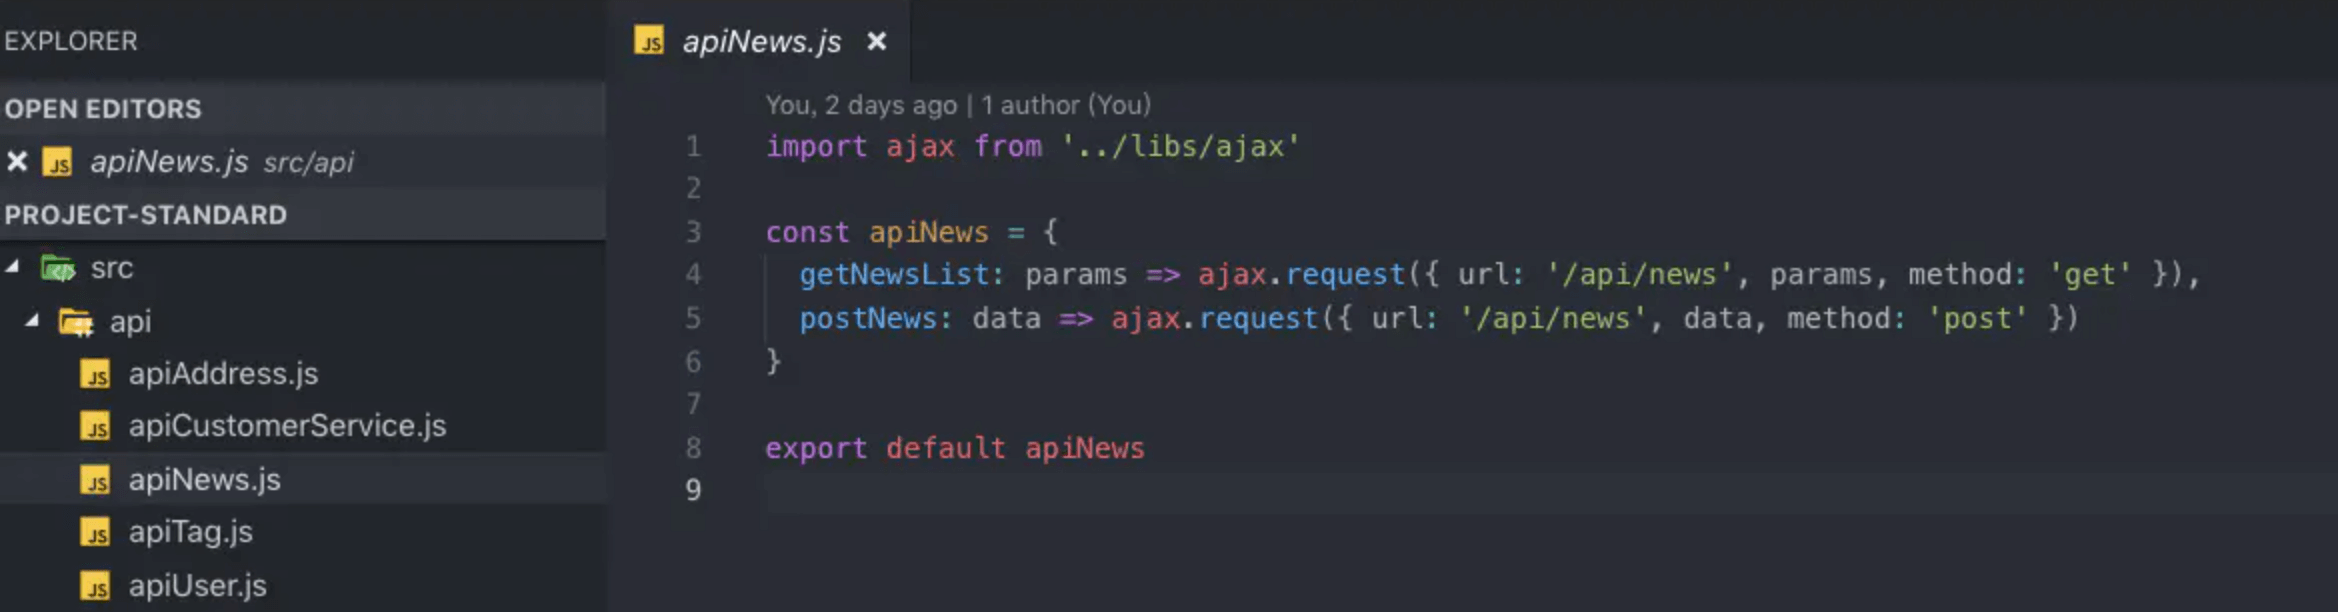 EXPLORER
OPEN EDITORS
apiNews.js src/api
PROJECT-STANDARD
src
api
JS apiAddress.js
JS apiCustomerService.js
JS apiNews.js
JS apiTag.js
JS apiUser.js
JS apiNews.js
You, 2 days ago | 1 author (You)
1 import ajax from '../libs/ajax'
2
3 const apiNews = {
4 getNewsList: params => ajax.request({ url: '/api/news', params, method: 'get' }),
5 postNews: data => ajax.request({ url: '/api/news', data, method: 'post' })
6 }
7
8 export default apiNews
9